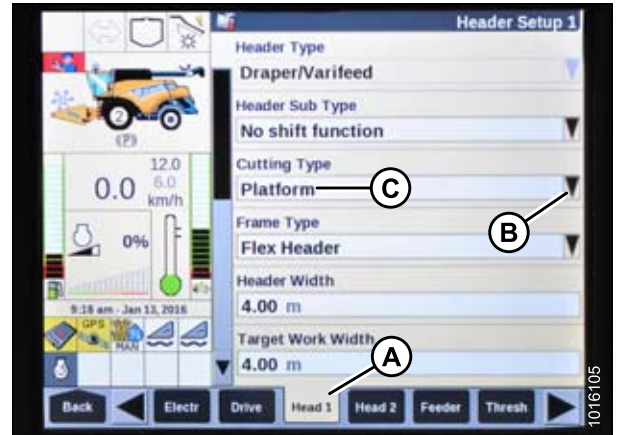 Header Setup 1
Header Type
Draper/Varifeed
Header Sub Type
No shift function
Cutting Type
Platform
C
B
Frame Type
Flex Header
Header Width
4.00 m
Target Work Width
4.00 m
A
2
(P)
12.0
0.0 6.0
km/h
0%
9:18 am - Jan 13, 2016
GPS
MAN
Back Electr Drive Head 1 Head 2 Feeder Thresh
1016105